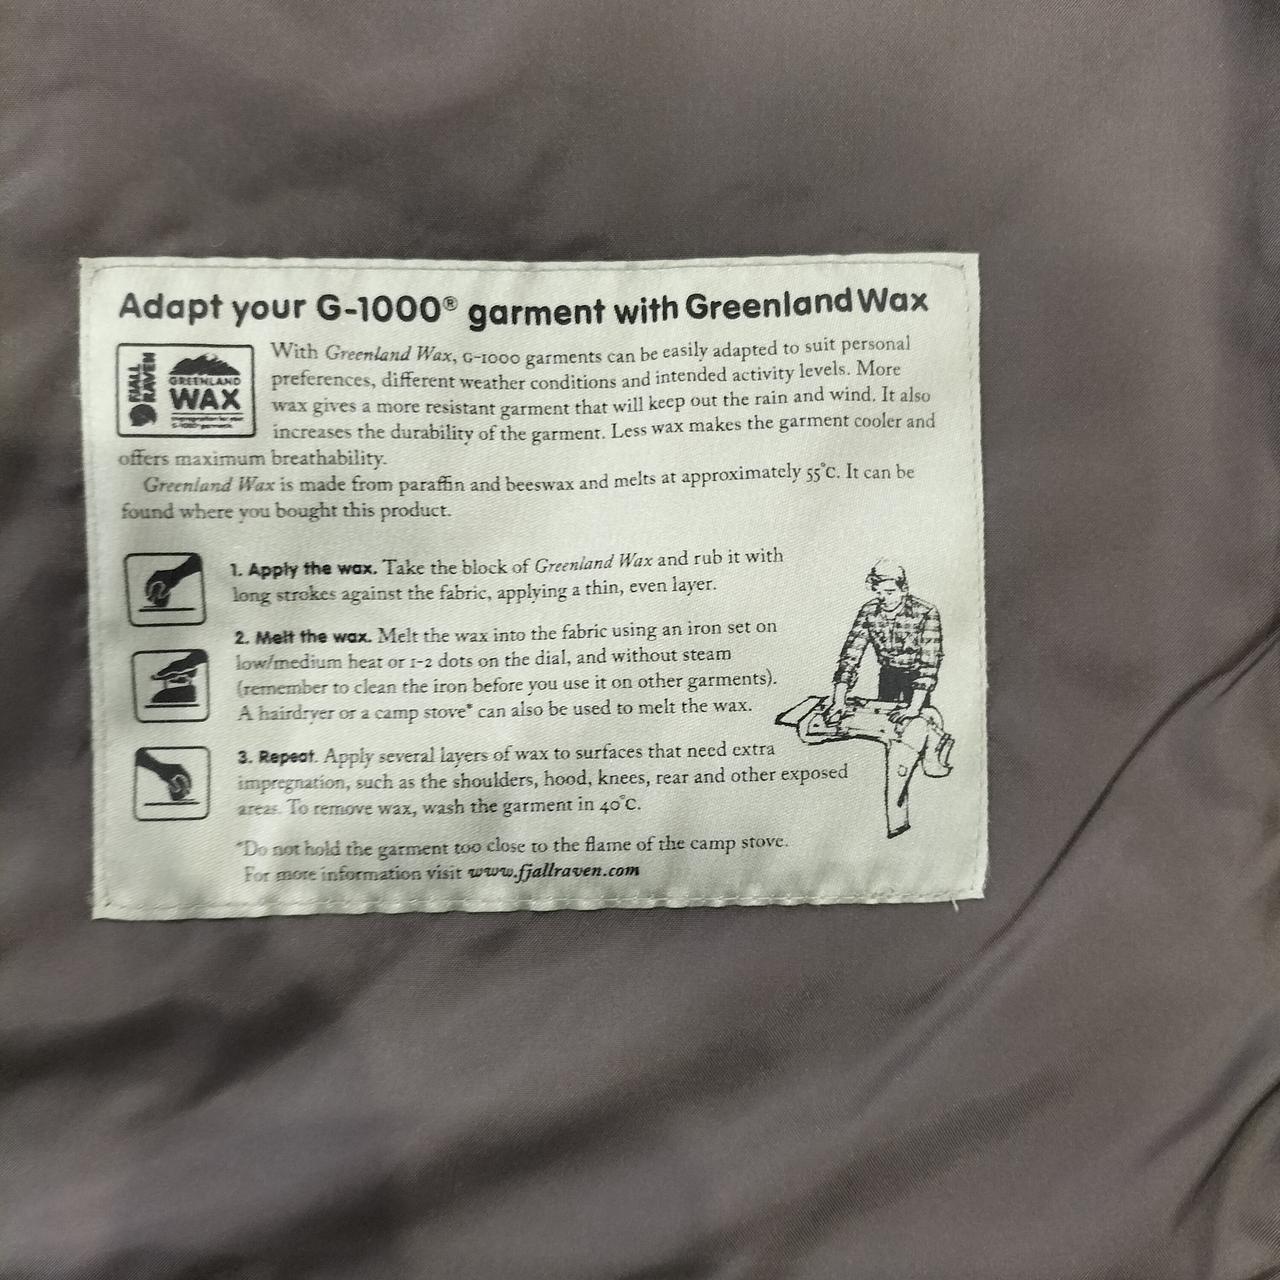 Adapt your G-1000® garment with Greenland Wax
FJÄLL
RÄVEN
GREENLAND
WAX
With Greenland Wax, G-1000 garments can be easily adapted to suit personal
preferences, different weather conditions and intended activity levels. More
wax gives a more resistant garment that will keep out the rain and wind. It also
increases the durability of the garment. Less wax makes the garment cooler and
offers maximum breathability.
Greenland Wax is made from paraffin and beeswax and melts at approximately 55°C. It can be
found where you bought this product.
1. Apply the wax. Take the block of Greenland Wax and rub it with
long strokes against the fabric, applying a thin, even layer.
2. Melt the wax. Melt the wax into the fabric using an iron set on
low/medium heat or 1-2 dots on the dial, and without steam
(remember to clean the iron before you use it on other garments).
A hairdryer or a camp stove* can also be used to melt the wax.
3. Repeat. Apply several layers of wax to surfaces that need extra
impregnation, such as the shoulders, hood, knees, rear and other exposed
areas. To remove wax, wash the garment in 40°C.
*Do not hold the garment too close to the flame of the camp stove.
For more information visit www.fjallraven.com